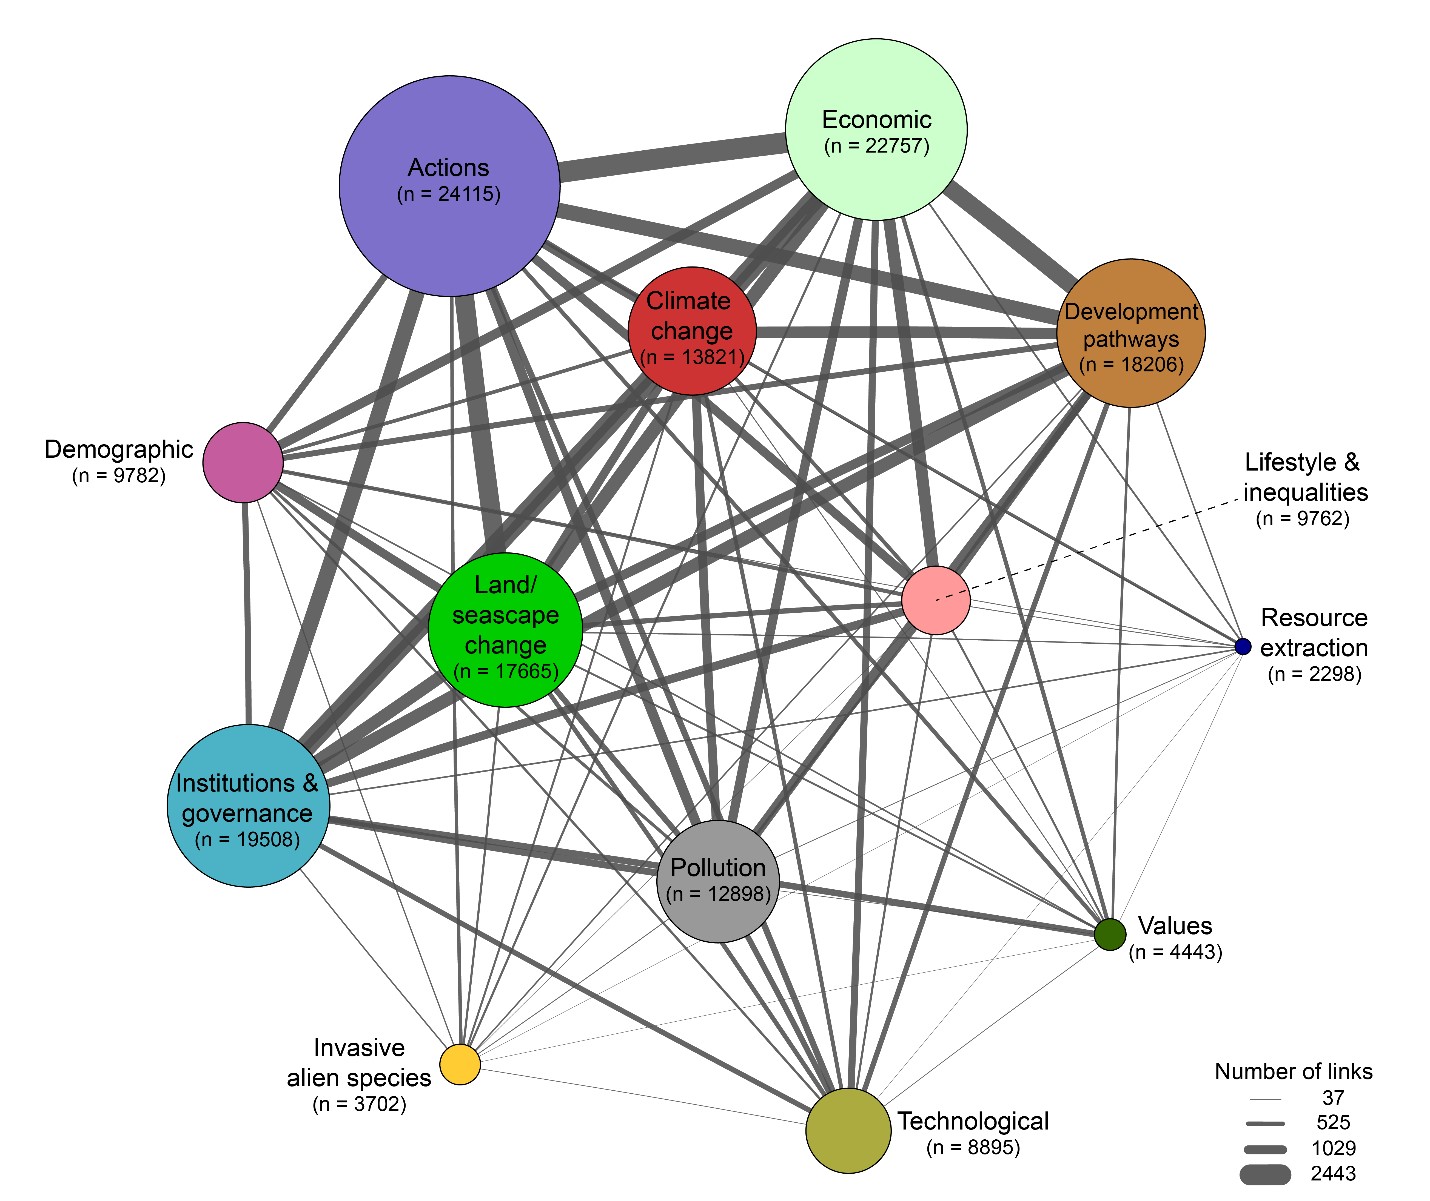 Economic
(n = 22757)
Actions
(n = 24115)
Climate
change
(n = 13821)
Development
pathways
(n = 18206)
Demographic
(n = 9782)
Lifestyle &
inequalities
(n = 9762)
Land/
seascape
change
(n = 17665)
Resource
extraction
(n = 2298)
Institutions &
governance
(n = 19508)
Pollution
(n = 12898)
Values
(n = 4443)
Invasive
alien species
(n = 3702)
Technological
(n = 8895)
Number of links
37
525
1029
2443